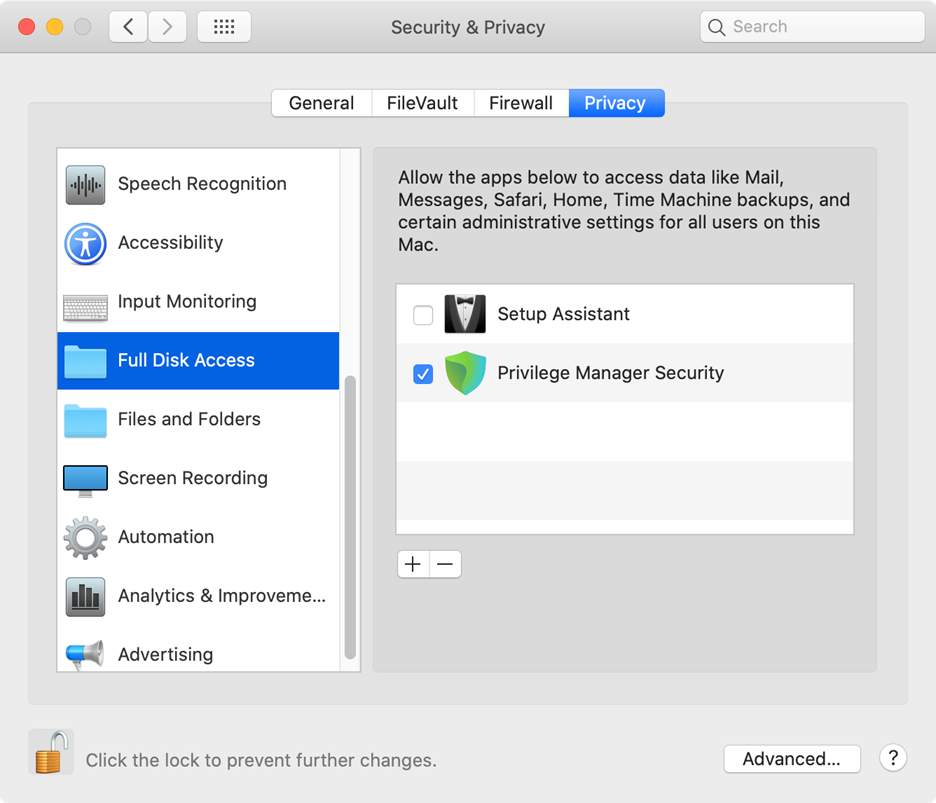 Security & Privacy
Search
General
FileVault
Firewall
Privacy
Speech Recognition
Accessibility
Input Monitoring
Full Disk Access
Files and Folders
Screen Recording
Automation
Analytics & Improveme...
Advertising
Allow the apps below to access data like Mail,
Messages, Safari, Home, Time Machine backups, and
certain administrative settings for all users on this
Mac.
Setup Assistant
Privilege Manager Security
Click the lock to prevent further changes.
Advanced...
?